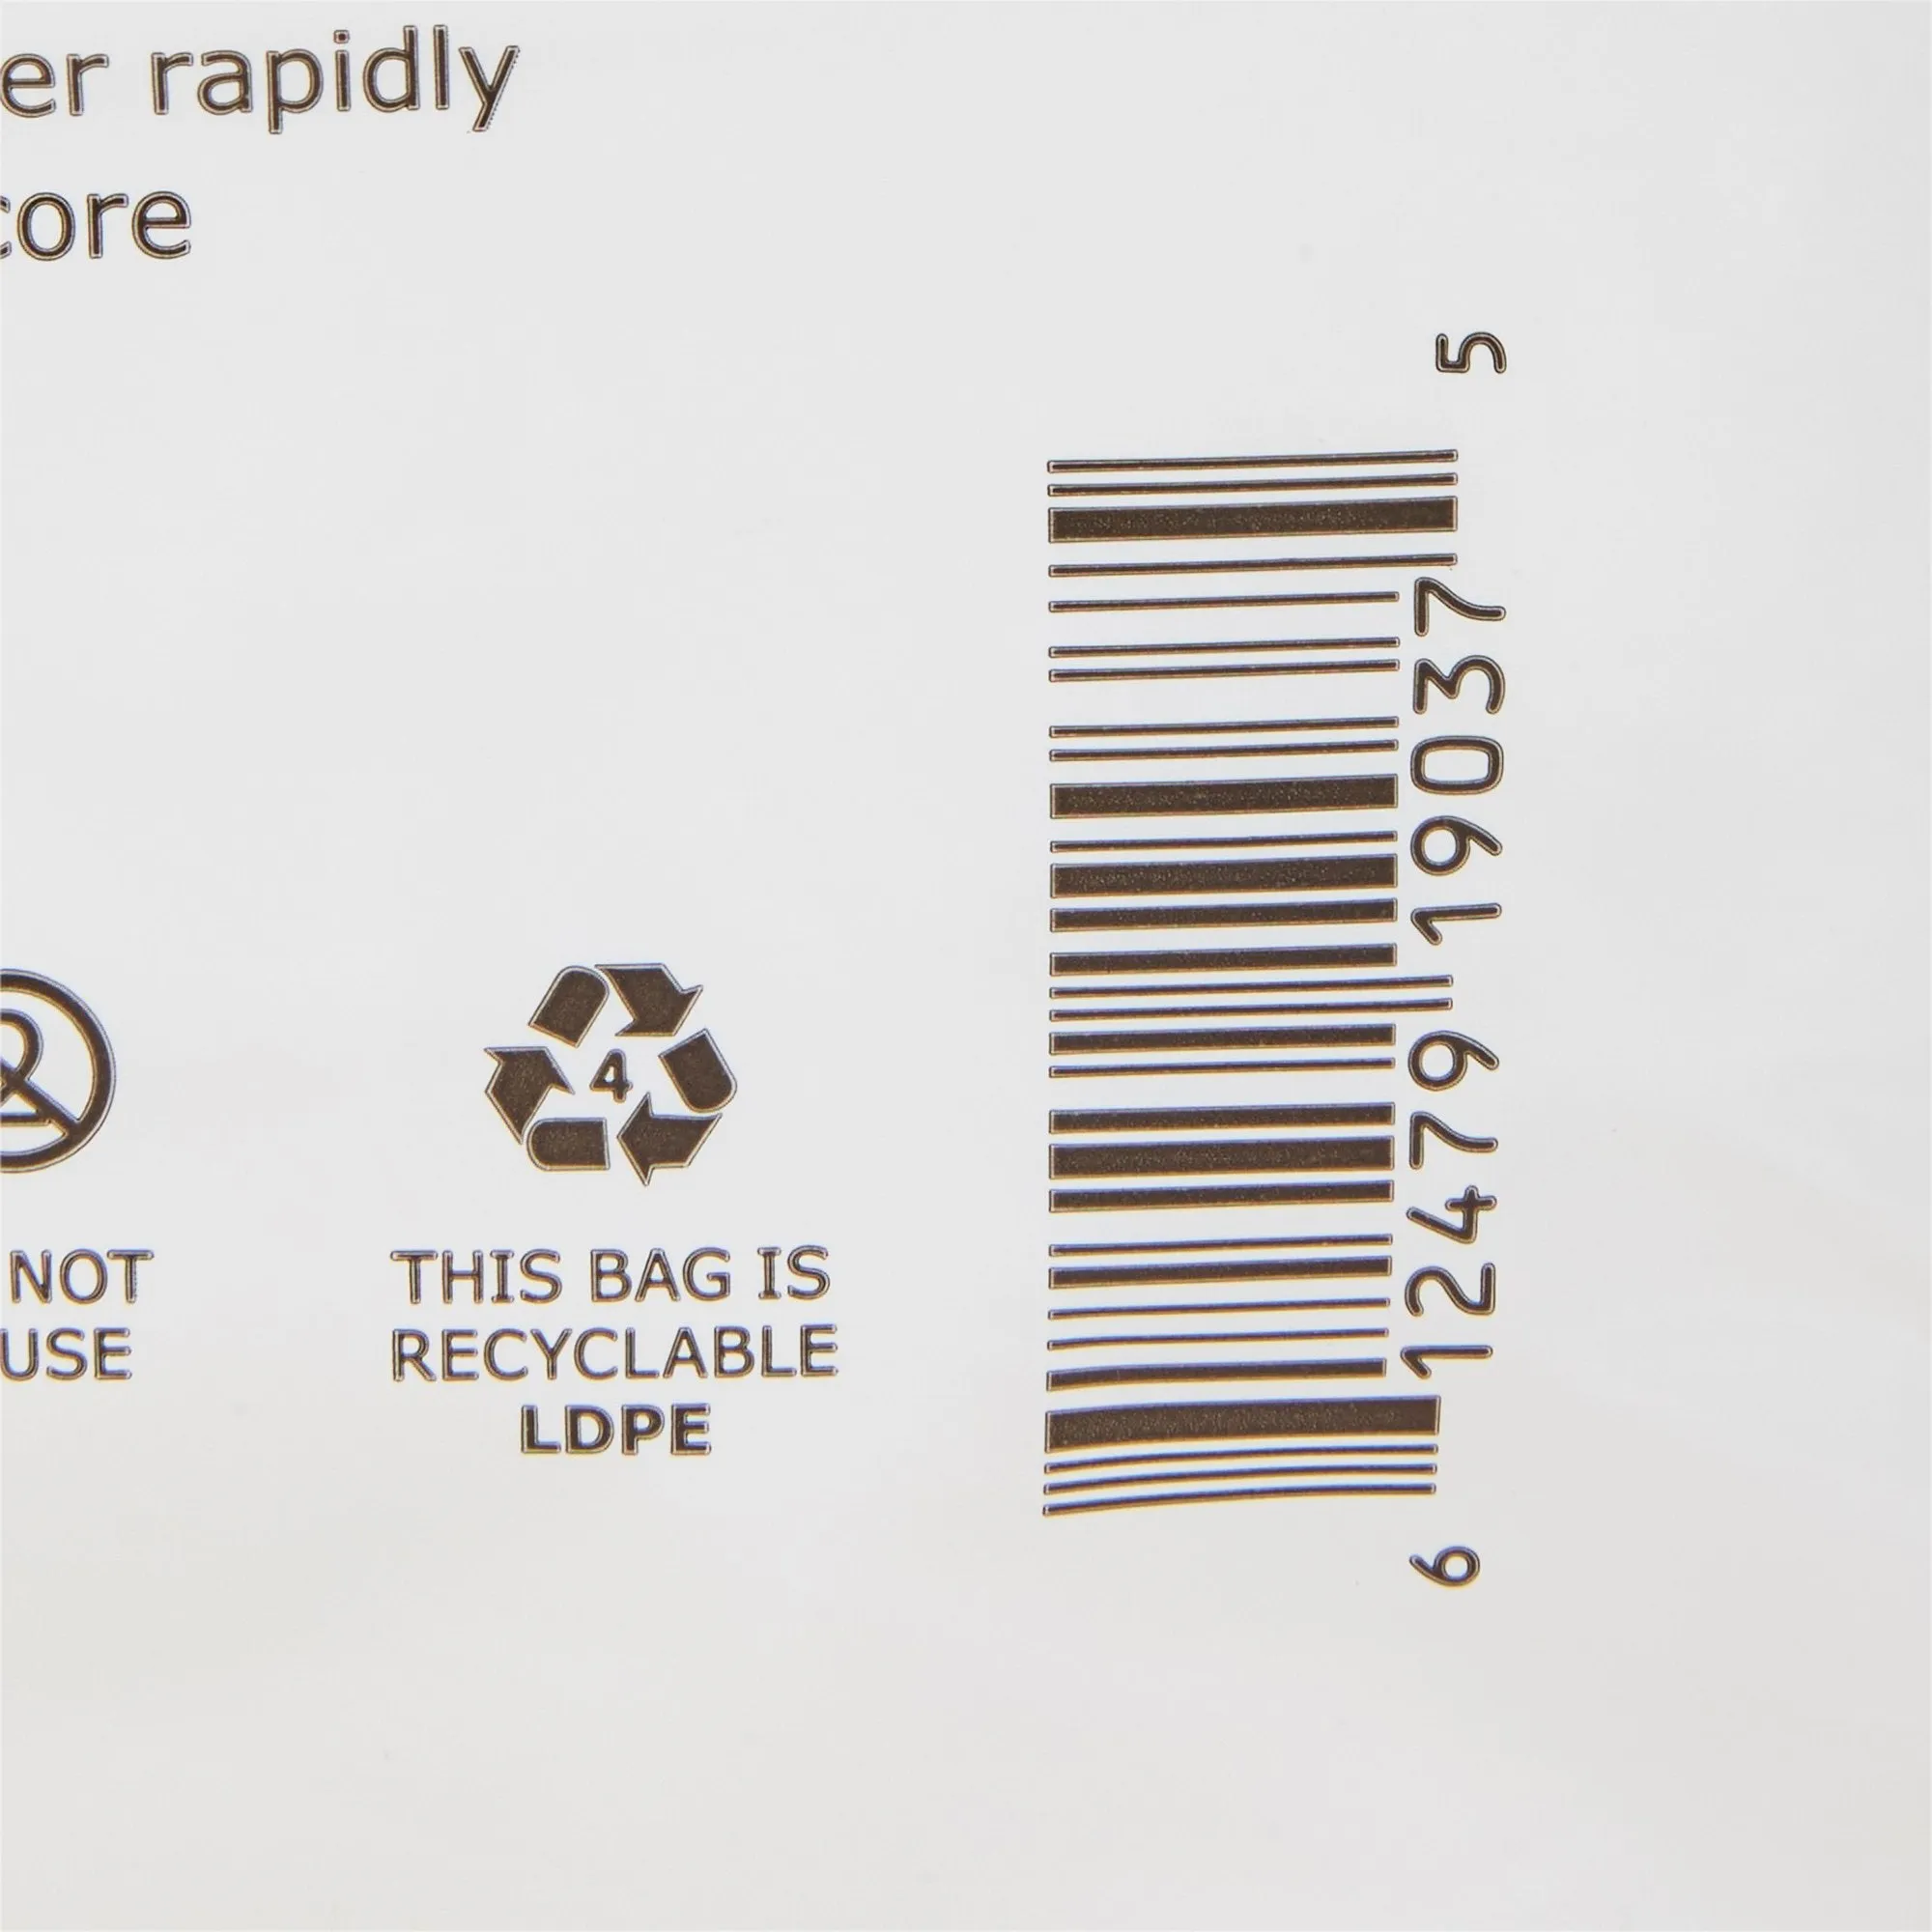 er rapidly
core
4
NOT
USE
THIS BAG IS
RECYCLABLE
LDPE
6 12479 19037 5